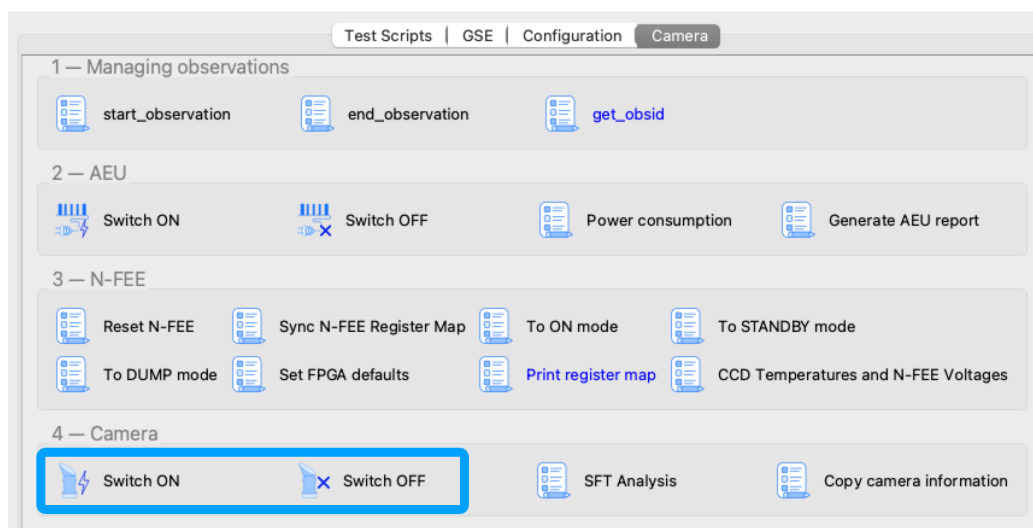 Test Scripts GSE Configuration Camera
1 — Managing observations
start_observation end_observation get_obsid
2 — AEU
Switch ON Switch OFF Power consumption Generate AEU report
3 — N-FEE
Reset N-FEE Sync N-FEE Register Map To ON mode To STANDBY mode
To DUMP mode Set FPGA defaults Print register map CCD Temperatures and N-FEE Voltages
4 — Camera
Switch ON Switch OFF SFT Analysis Copy camera information